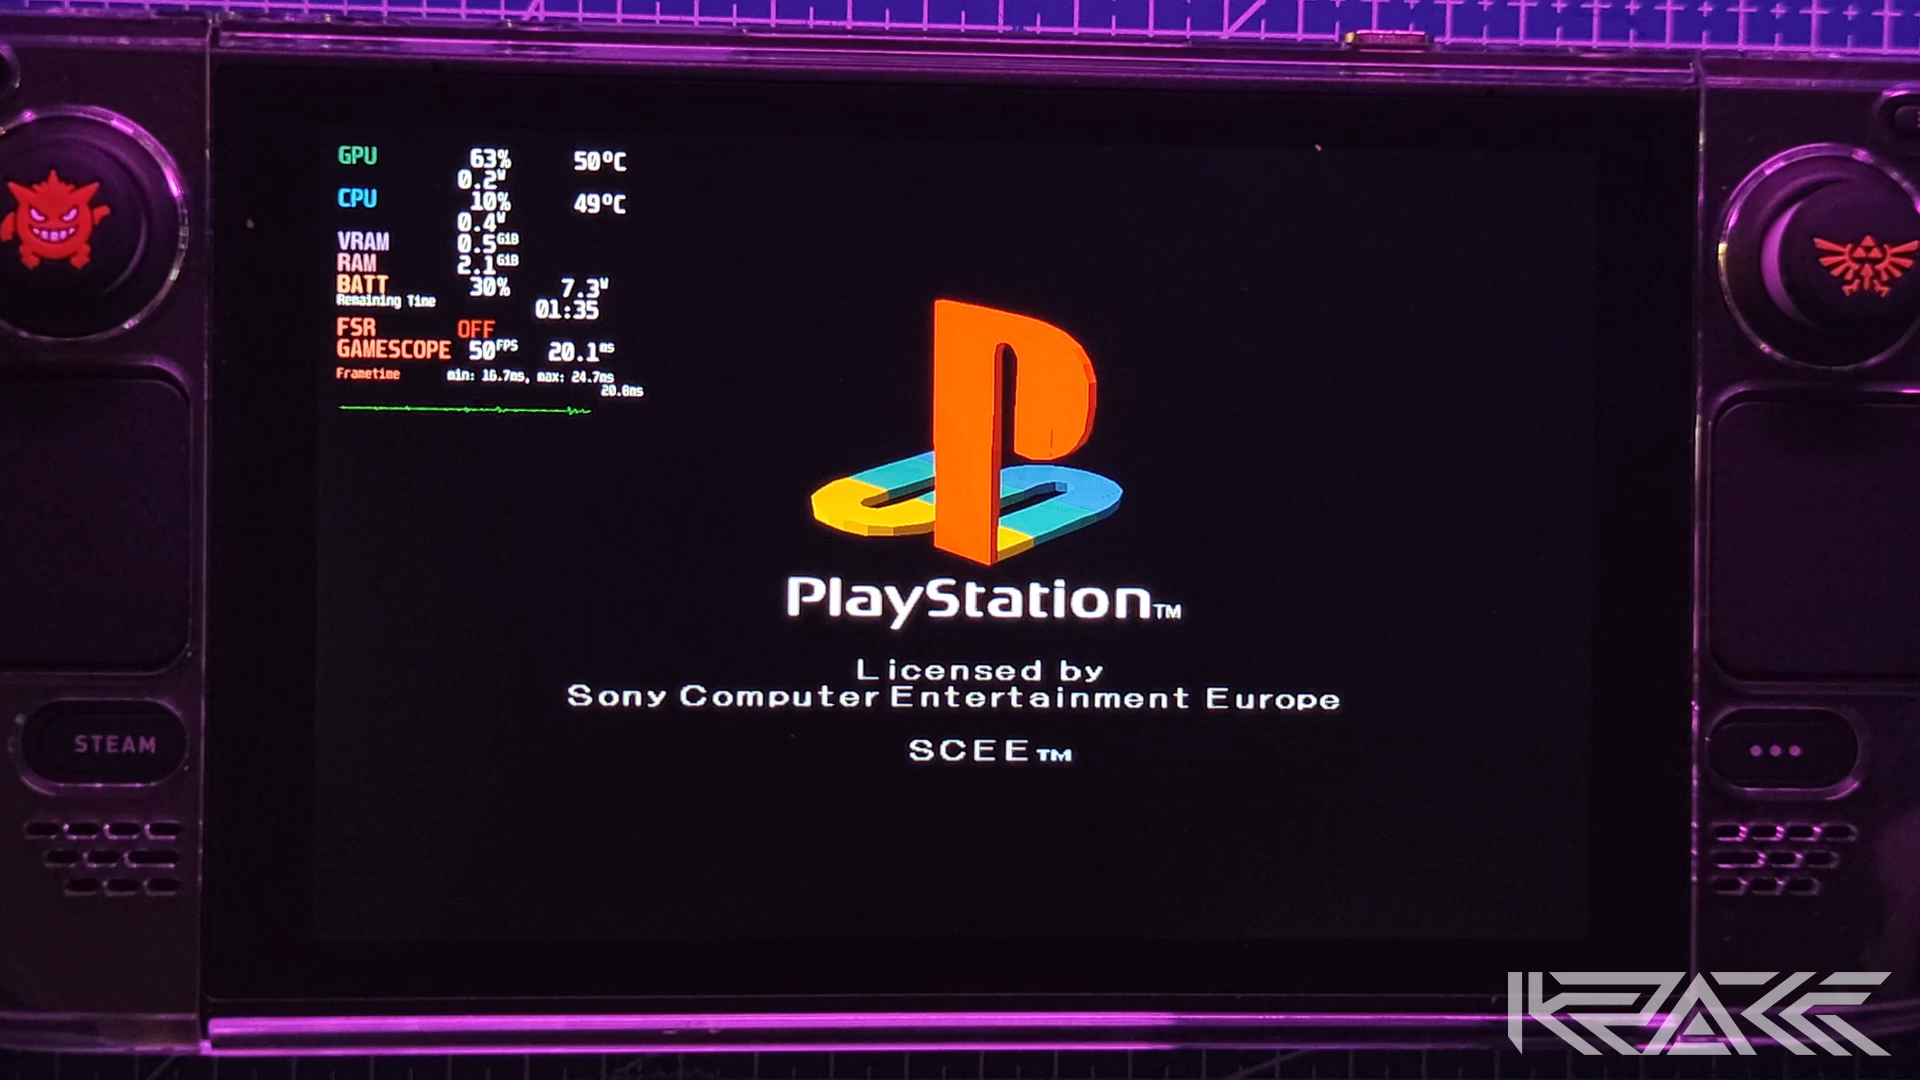 GPU 63% 50°C
0.2W
CPU 10% 49°C
0.4W
VRAM 0.5GiB
RAM 2.1GiB
BATT 30% 7.3W
Remaining Time 01:35
FSR OFF
GAMESCOPE 50FPS 20.1ms
Frametime min: 16.7ms, max: 24.7ms
20.8ms
PlayStation™
Licensed by
Sony Computer Entertainment Europe
SCEE™
STEAM